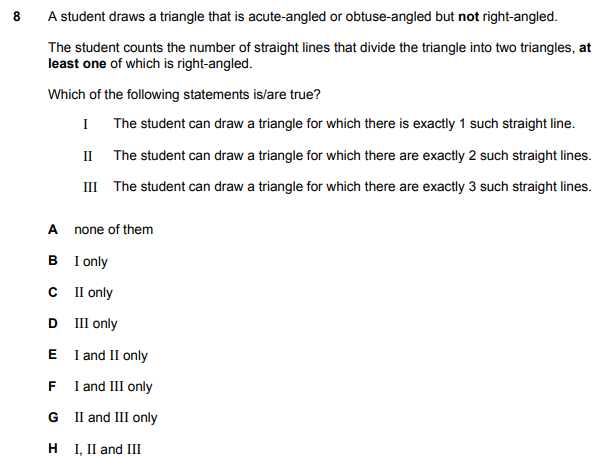 8 A student draws a triangle that is acute-angled or obtuse-angled but not right-angled.
The student counts the number of straight lines that divide the triangle into two triangles, at
least one of which is right-angled.
Which of the following statements is/are true?
I The student can draw a triangle for which there is exactly 1 such straight line.
II The student can draw a triangle for which there are exactly 2 such straight lines.
III The student can draw a triangle for which there are exactly 3 such straight lines.
A none of them
B I only
C II only
D III only
E I and II only
F I and III only
G II and III only
H I, II and III